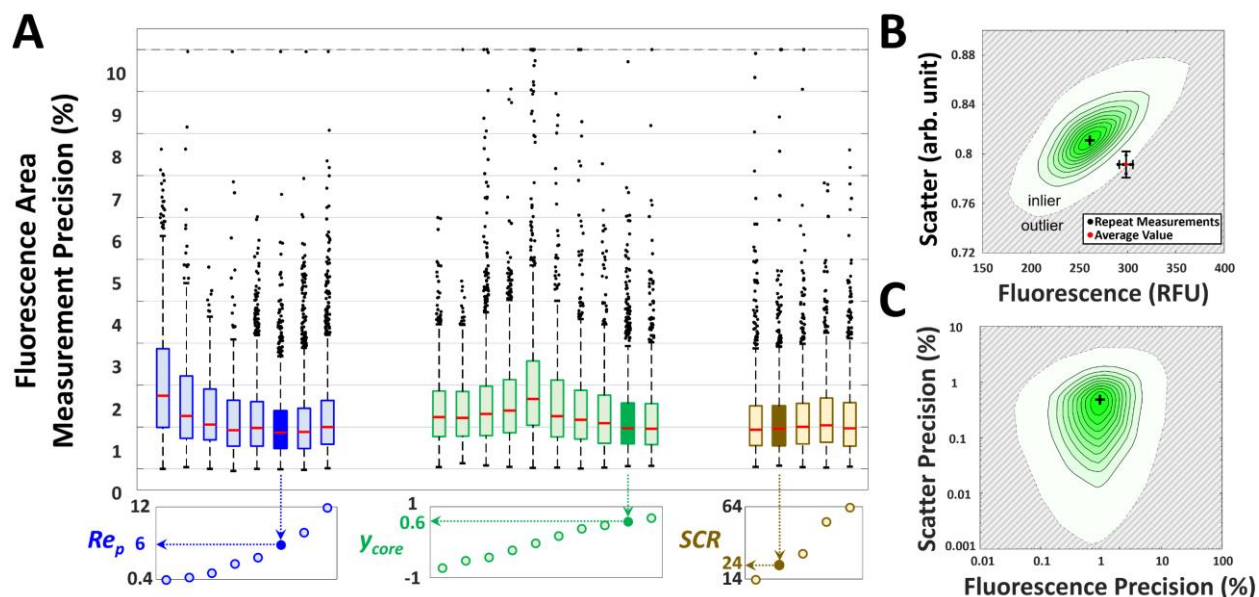 A
Fluorescence Area
Measurement Precision (%)
10
9
8
7
6
5
4
3
2
1
0
12
Re_p 6
0.4
1
0.6
y_core
-1
64
SCR
24
14
B
Scatter (arb. unit)
0.88
0.84
0.8
0.76
0.72
inlier
outlier
Repeat Measurements
Average Value
150 200 250 300 350 400
Fluorescence (RFU)
C
Scatter Precision (%)
10
1
0.1
0.01
0.001
0.01 0.1 1 10 100
Fluorescence Precision (%)